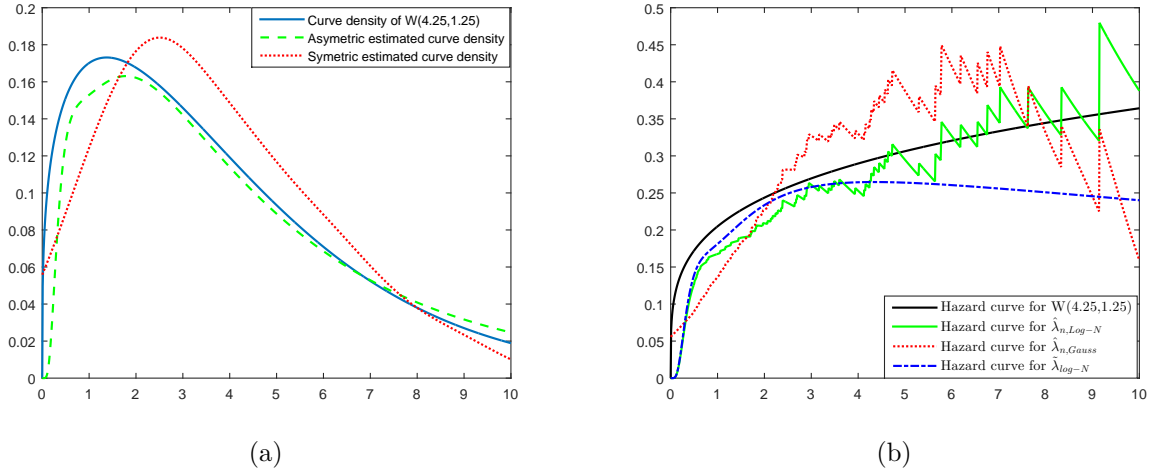 0.2
0.18
0.16
0.14
0.12
0.1
0.08
0.06
0.04
0.02
0
0 1 2 3 4 5 6 7 8 9 10
Curve density of W(4.25,1.25)
Asymetric estimated curve density
Symetric estimated curve density
(a)
0.5
0.45
0.4
0.35
0.3
0.25
0.2
0.15
0.1
0.05
0
0 1 2 3 4 5 6 7 8 9 10
Hazard curve for W(4.25,1.25)
Hazard curve for λ̂n,Log−N
Hazard curve for λ̂n,Gauss
Hazard curve for λ̃log−N
(b)